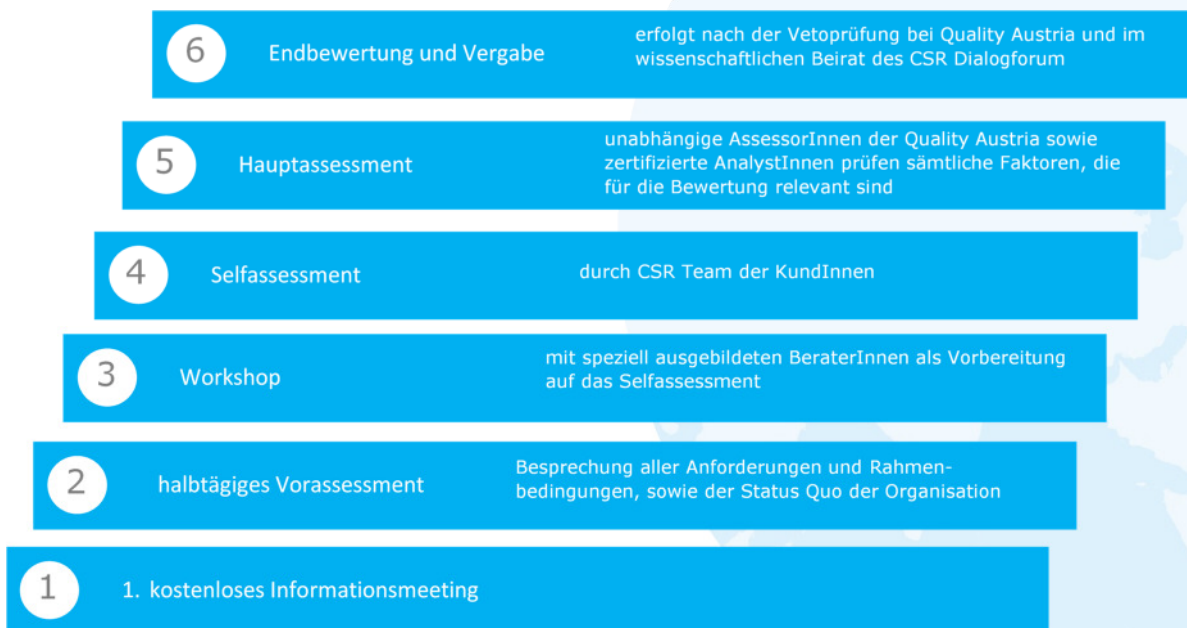 6
Endbewertung und Vergabe
erfolgt nach der Vetoprüfung bei Quality Austria und im
wissenschaftlichen Beirat des CSR Dialogforum
5
Hauptassessment
unabhängige AssessorInnen der Quality Austria sowie
zertifizierte AnalystInnen prüfen sämtliche Faktoren, die
für die Bewertung relevant sind
4
Selfassessment
durch CSR Team der KundInnen
3
Workshop
mit speziell ausgebildeten BeraterInnen als Vorbereitung
auf das Selfassessment
2
halbtägiges Vorassessment
Besprechung aller Anforderungen und Rahmen-
bedingungen, sowie der Status Quo der Organisation
1
1. kostenloses Informationsmeeting